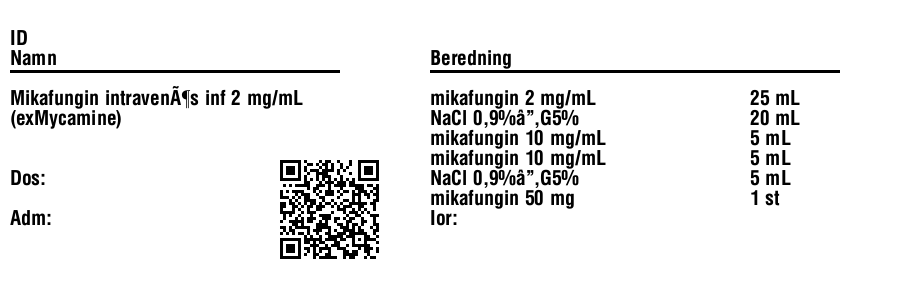 ID
Namn
Mikafungin intravenÃ¶s inf 2 mg/mL
(exMycamine)
Dos:
Adm:
Beredning
mikafungin 2 mg/mL 25 mL
NaCl 0,9%â”‚G5% 20 mL
mikafungin 10 mg/mL 5 mL
mikafungin 10 mg/mL 5 mL
NaCl 0,9%â”‚G5% 5 mL
mikafungin 50 mg 1 st
Ior: